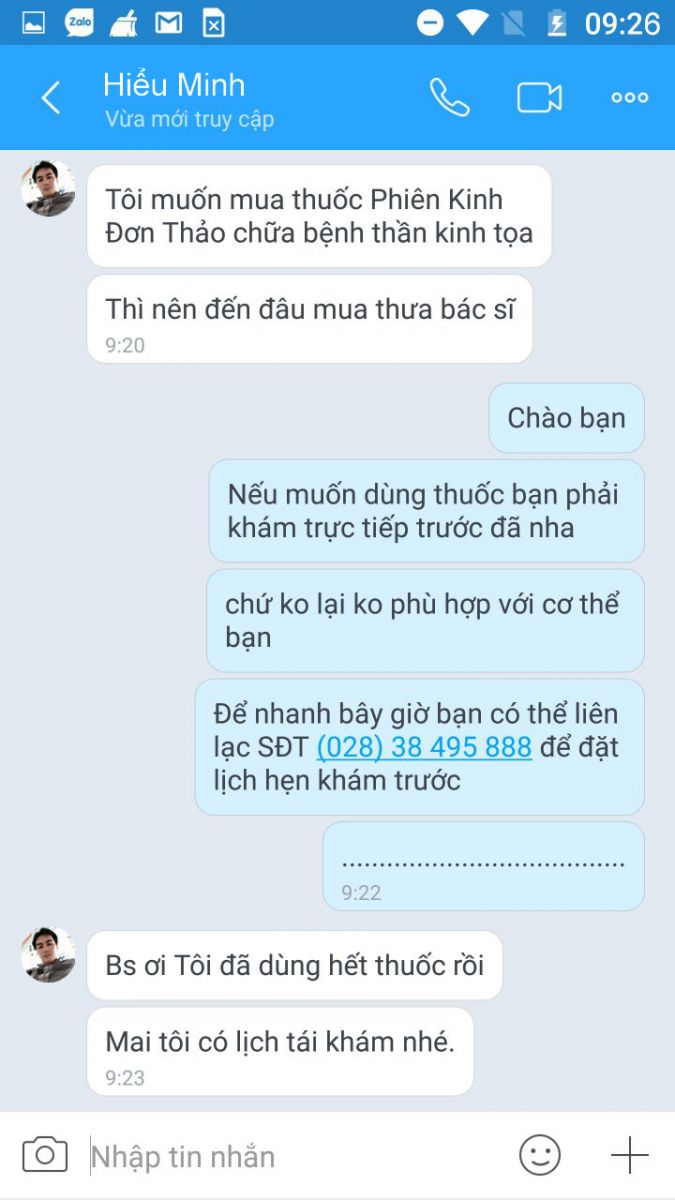 Zalo
09:26
Hiểu Minh
Vừa mới truy cập
Tôi muốn mua thuốc Phiên Kinh
Đơn Thảo chữa bệnh thần kinh tọa
Thì nên đến đâu mua thưa bác sĩ
9:20
Chào bạn
Nếu muốn dùng thuốc bạn phải
khám trực tiếp trước đã nha
chứ ko lại ko phù hợp với cơ thể
bạn
Để nhanh bây giờ bạn có thể liên
lạc SĐT (028) 38 495 888 để đặt
lịch hẹn khám trước
......................................
9:22
Bs ơi Tôi đã dùng hết thuốc rồi
Mai tôi có lịch tái khám nhé.
9:23
Nhập tin nhắn